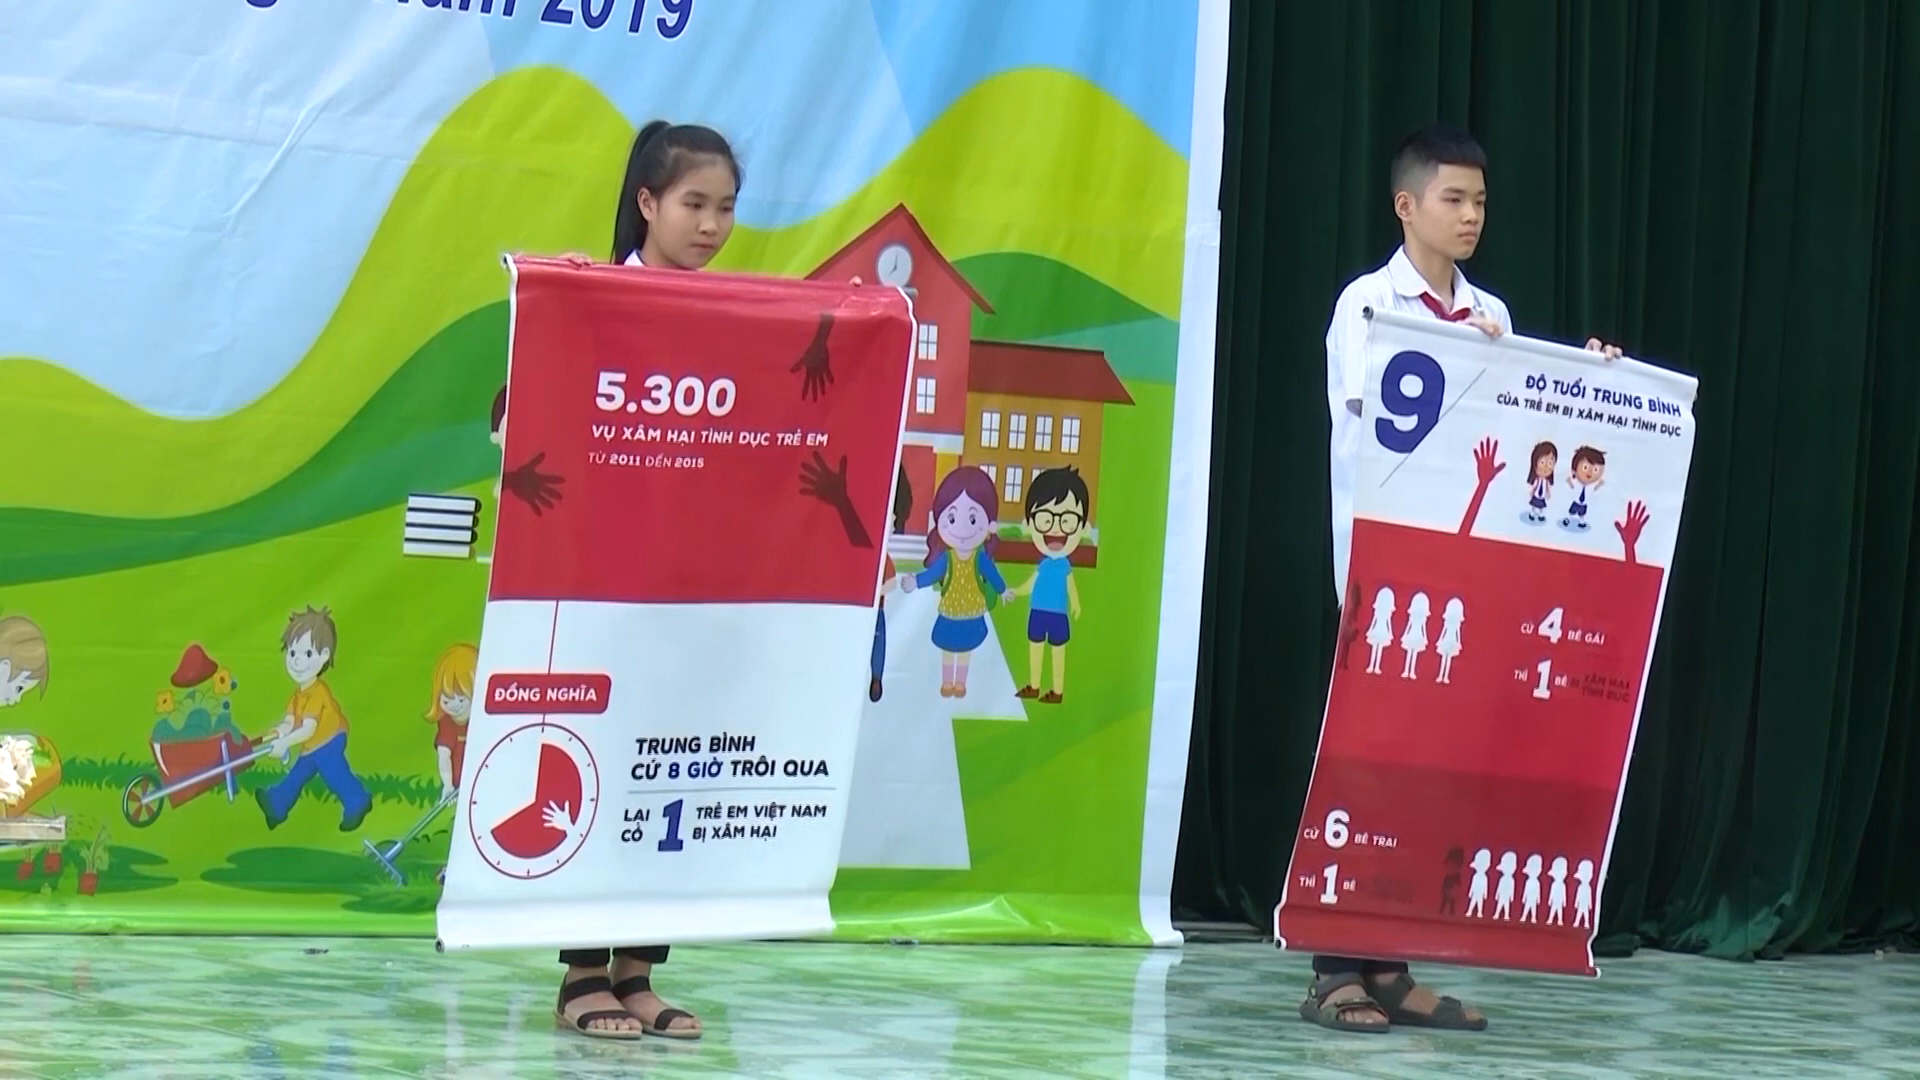 năm 2019
5.300
VỤ XÂM HẠI TÌNH DỤC TRẺ EM
TỪ 2011 ĐẾN 2015
ĐỒNG NGHĨA
TRUNG BÌNH
CỨ 8 GIỜ TRÔI QUA
LẠI CÓ 1 TRẺ EM VIỆT NAM
BỊ XÂM HẠI
9
ĐỘ TUỔI TRUNG BÌNH
CỦA TRẺ EM BỊ XÂM HẠI TÌNH DỤC
CỨ 4 BÉ GÁI
THÌ 1 BÉ BỊ XÂM HẠI
TÌNH DỤC
CỨ 6 BÉ TRAI
THÌ 1 BÉ